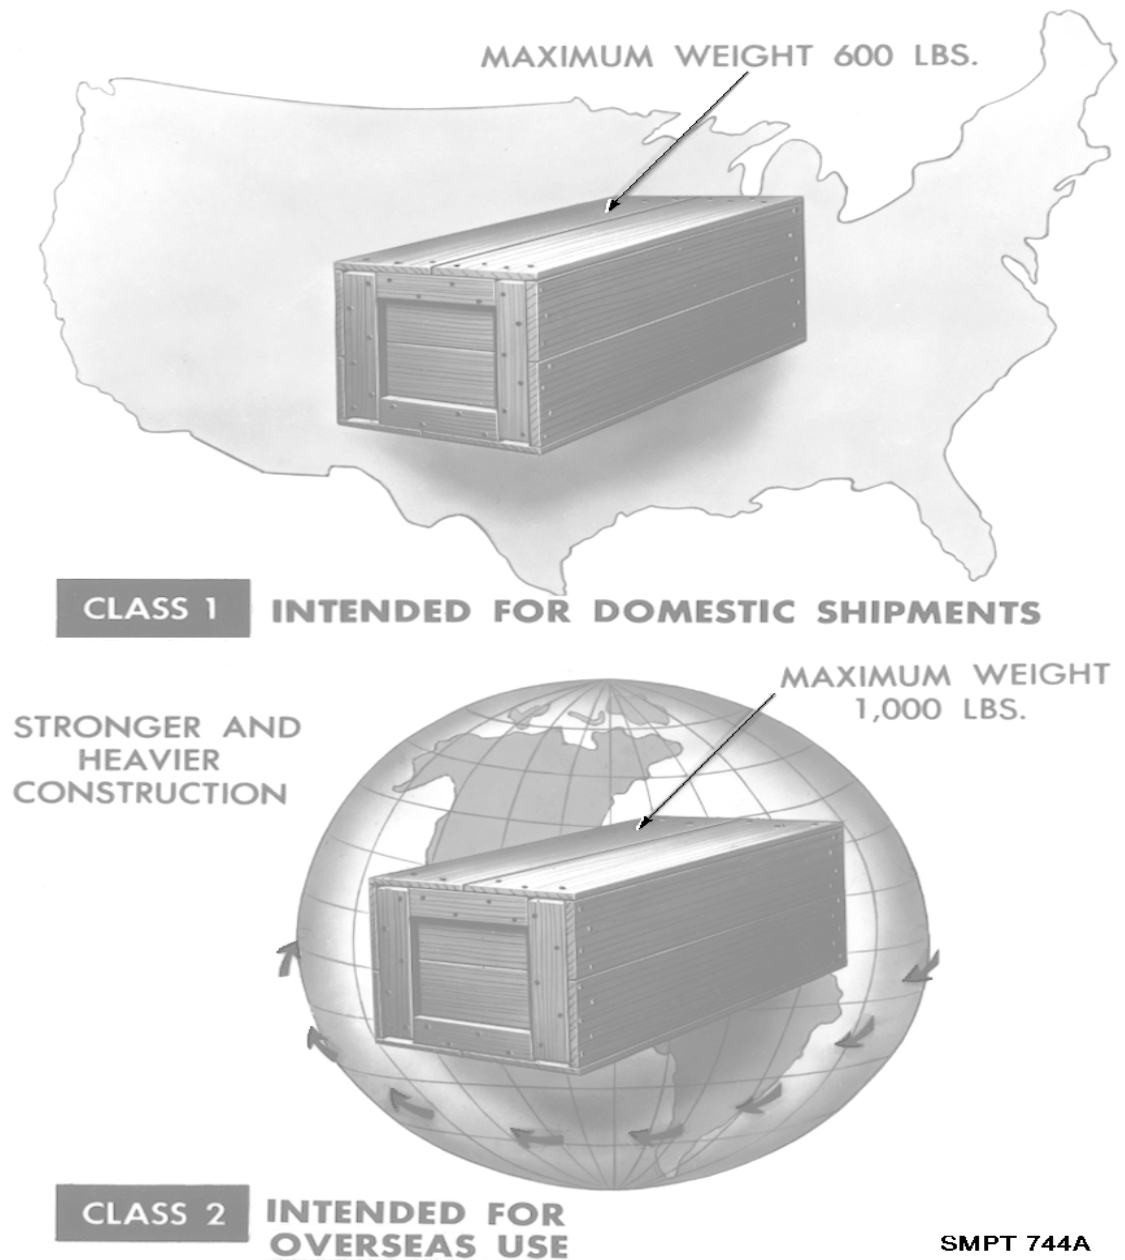 MAXIMUM WEIGHT 600 LBS.
CLASS 1 INTENDED FOR DOMESTIC SHIPMENTS
MAXIMUM WEIGHT
1,000 LBS.
STRONGER AND
HEAVIER
CONSTRUCTION
CLASS 2 INTENDED FOR
OVERSEAS USE
SMPT 744A